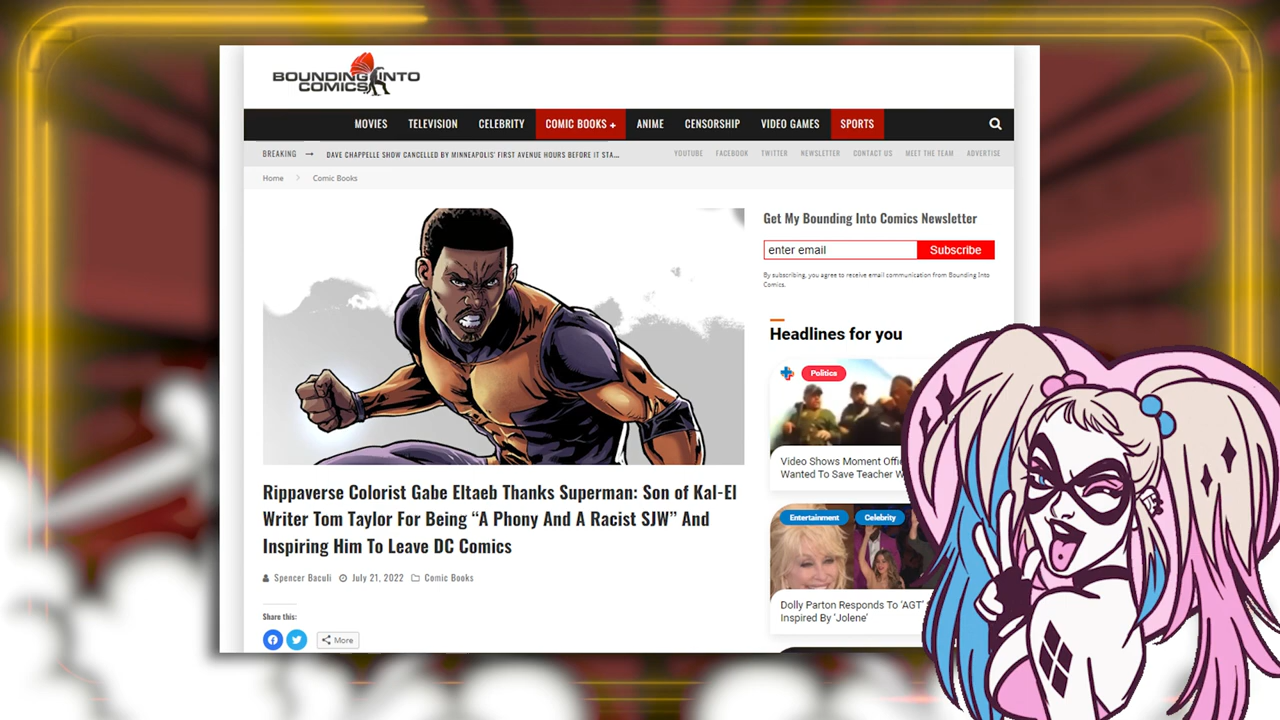 BOUNDING INTO
COMICS
MOVIES TELEVISION CELEBRITY COMIC BOOKS + ANIME CENSORSHIP VIDEO GAMES SPORTS
BREAKING → DAVE CHAPPELLE SHOW CANCELLED BY MINNEAPOLIS' FIRST AVENUE HOURS BEFORE IT STA... YOUTUBE FACEBOOK TWITTER NEWSLETTER CONTACT US MEET THE TEAM ADVERTISE
Home > Comic Books
Get My Bounding Into Comics Newsletter
enter email Subscribe
By subscribing, you agree to receive email communication from Bounding Into
Comics.
Headlines for you
Politics
Video Shows Moment Offi
Wanted To Save Teacher W
Entertainment Celebrity
Dolly Parton Responds To 'AGT'
Inspired By 'Jolene'
Rippaverse Colorist Gabe Eltaeb Thanks Superman: Son of Kal-El
Writer Tom Taylor For Being “A Phony And A Racist SJW” And
Inspiring Him To Leave DC Comics
Spencer Baculi July 21, 2022 Comic Books
Share this:
More